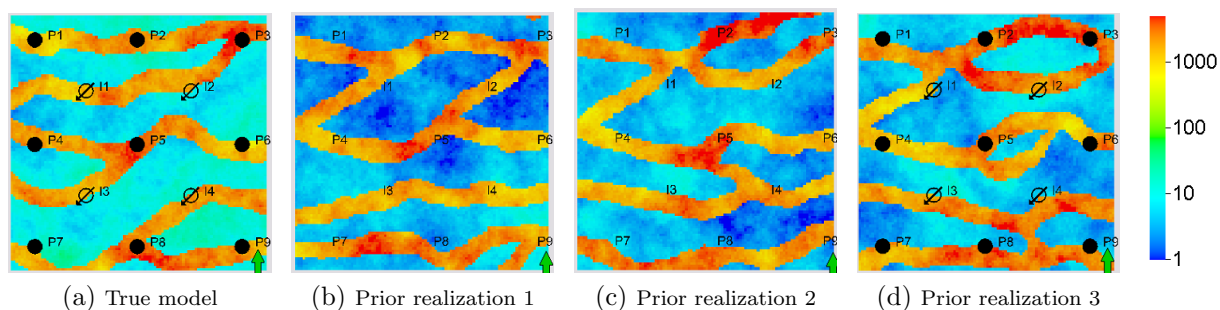 P1 P2 P3
I1 I2
P4 P5 P6
I3 I4
P7 P8 P9
(a) True model
P1 P2 P3
I1 I2
P4 P5 P6
I3 I4
P7 P8 P9
(b) Prior realization 1
P1 P2 P3
I1 I2
P4 P5 P6
I3 I4
P7 P8 P9
(c) Prior realization 2
P1 P2 P3
I1 I2
P4 P5 P6
I3 I4
P7 P8 P9
(d) Prior realization 3
1000
100
10
1